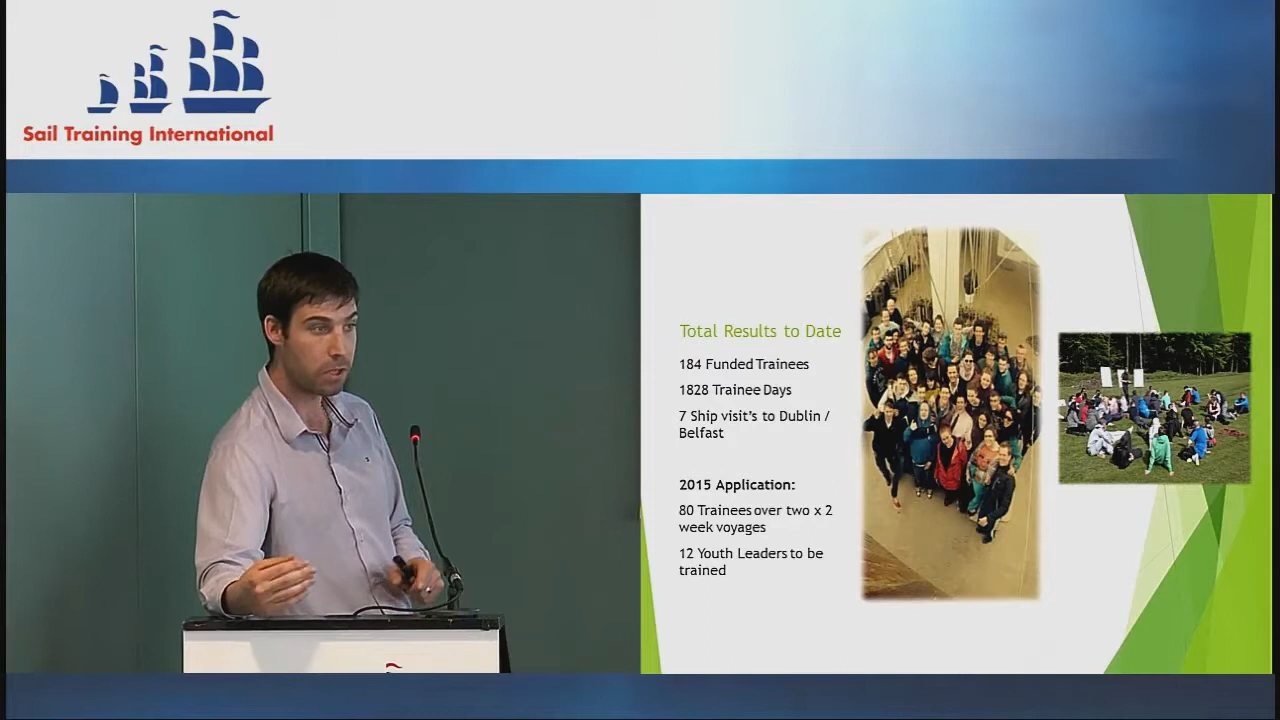 Sail Training International
Total Results to Date
184 Funded Trainees
1828 Trainee Days
7 Ship visit's to Dublin /
Belfast
2015 Application:
80 Trainees over two x 2
week voyages
12 Youth Leaders to be
trained